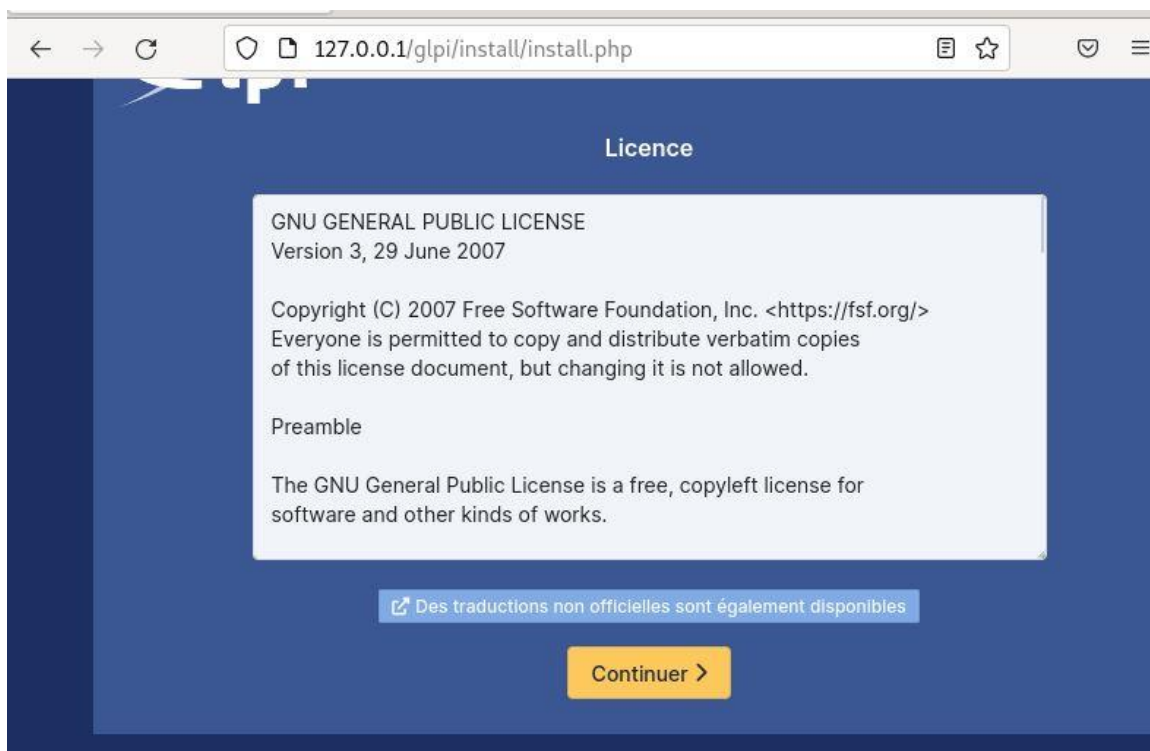 127.0.0.1/glpi/install/install.php
Licence
GNU GENERAL PUBLIC LICENSE
Version 3, 29 June 2007
Copyright (C) 2007 Free Software Foundation, Inc. <https://fsf.org/>
Everyone is permitted to copy and distribute verbatim copies
of this license document, but changing it is not allowed.
Preamble
The GNU General Public License is a free, copyleft license for
software and other kinds of works.
Des traductions non officielles sont également disponibles
Continuer